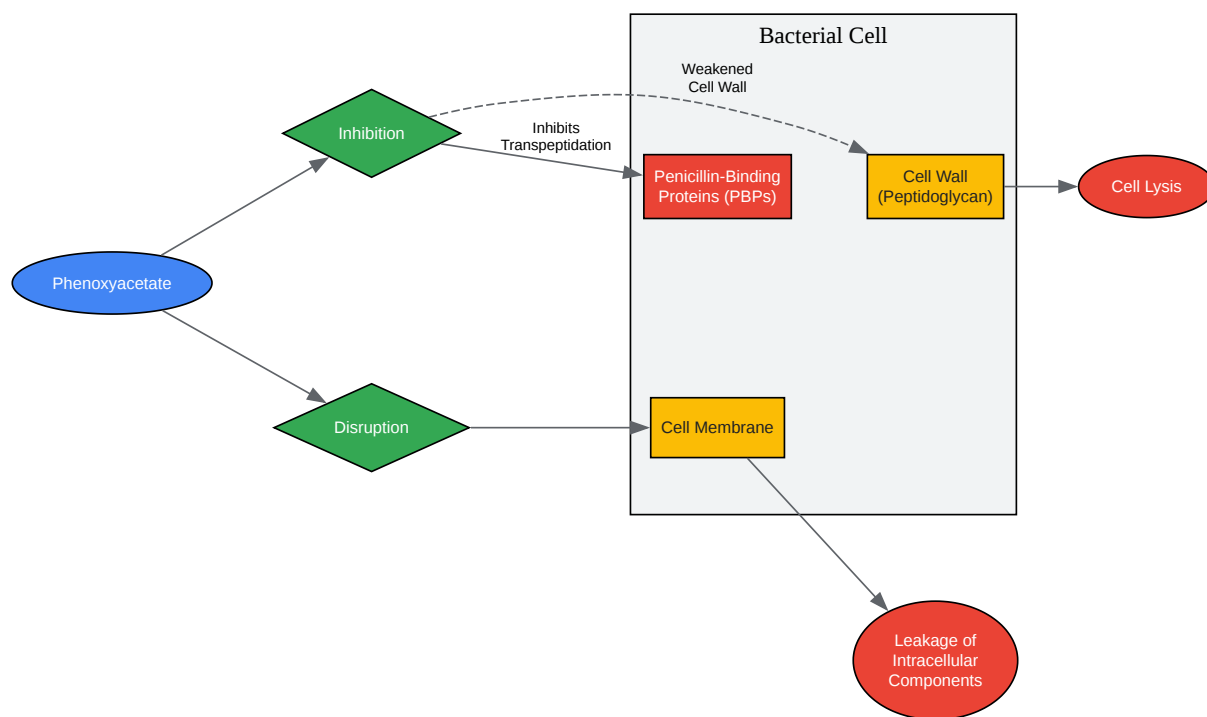 Bacterial Cell
Weakened
Cell Wall
Inhibition
Inhibits
Transpeptidation
Penicillin-Binding
Proteins (PBPs)
Cell Wall
(Peptidoglycan)
Cell Lysis
Phenoxyacetate
Disruption
Cell Membrane
Leakage of
Intracellular
Components